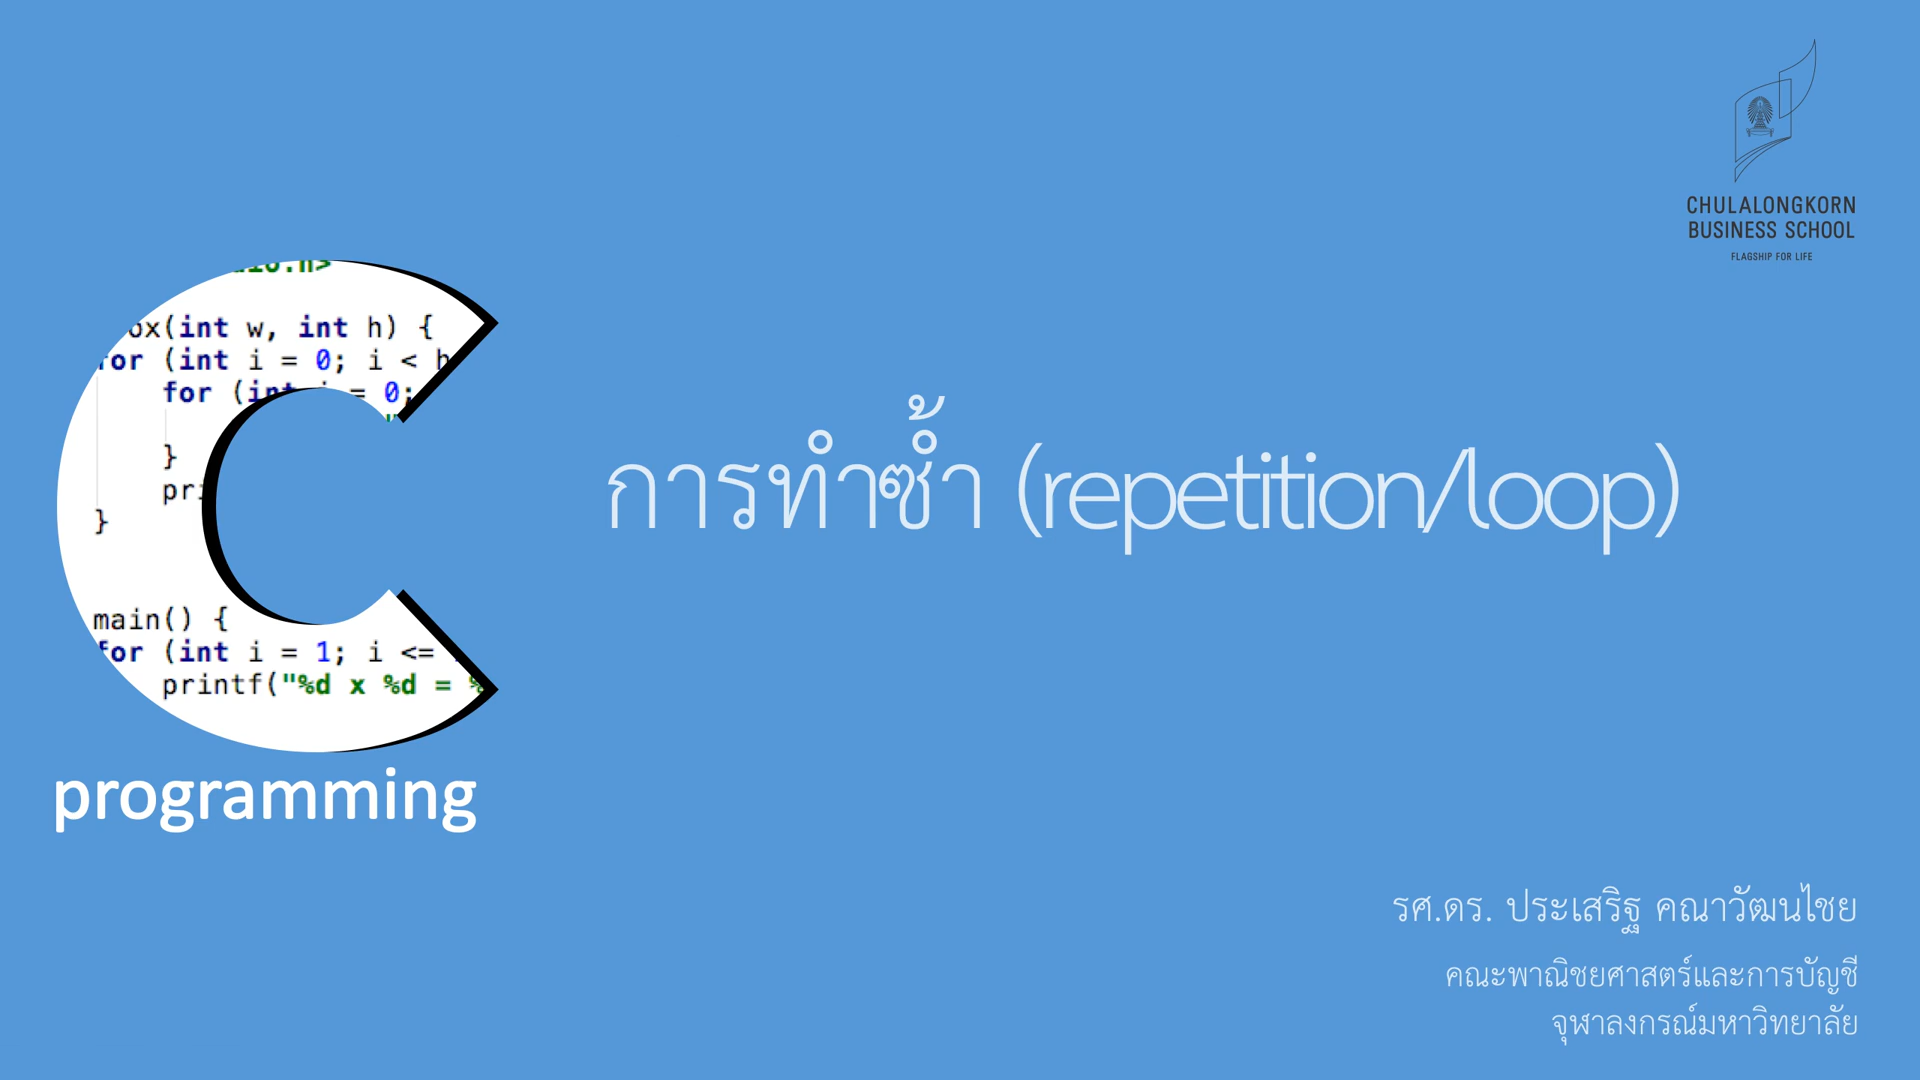 CHULALONGKORN
BUSINESS SCHOOL
FLAGSHIP FOR LIFE
(int w, int h) {
for (int i = 0; i < h
for (int i = 0;
}
pri
}
main() {
for (int i = 1; i <=
printf("%d x %d = %
programming
การทำซ้ำ (repetition/loop)
รศ.ดร. ประเสริฐ คณาวัฒนไชย
คณะพาณิชยศาสตร์และการบัญชี
จุฬาลงกรณ์มหาวิทยาลัย